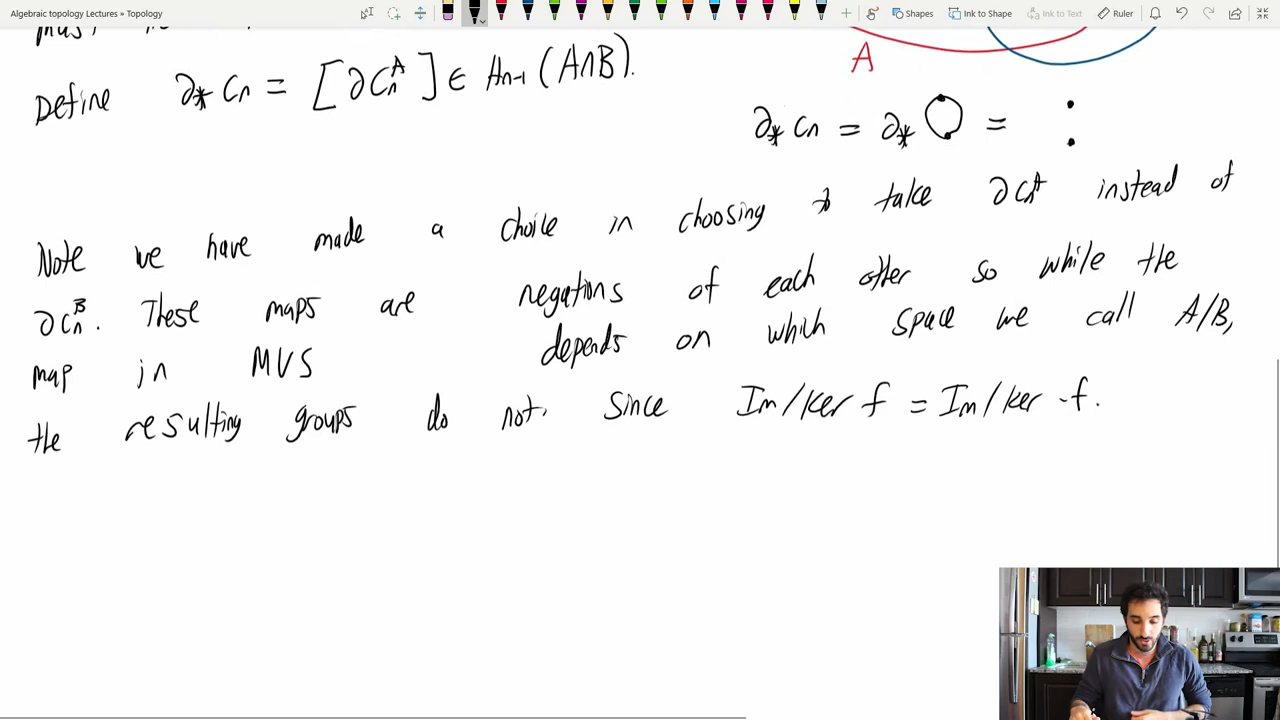 Algebraic topology Lectures » Topology
Shapes
Ink to Shape
Ink to Text
Ruler
must
A
Define ∂* Cn = [∂Cn^A] ∈ Hn-1 (A∩B).
∂* Cn = ∂* ◯ = :
Note we have made a choice in choosing to take ∂Cn^A instead of
∂Cn^B. These maps are negations of each other so while the
map in MVS depends on which space we call A/B,
the resulting groups do not. Since Im/ker f = Im/ker -f.